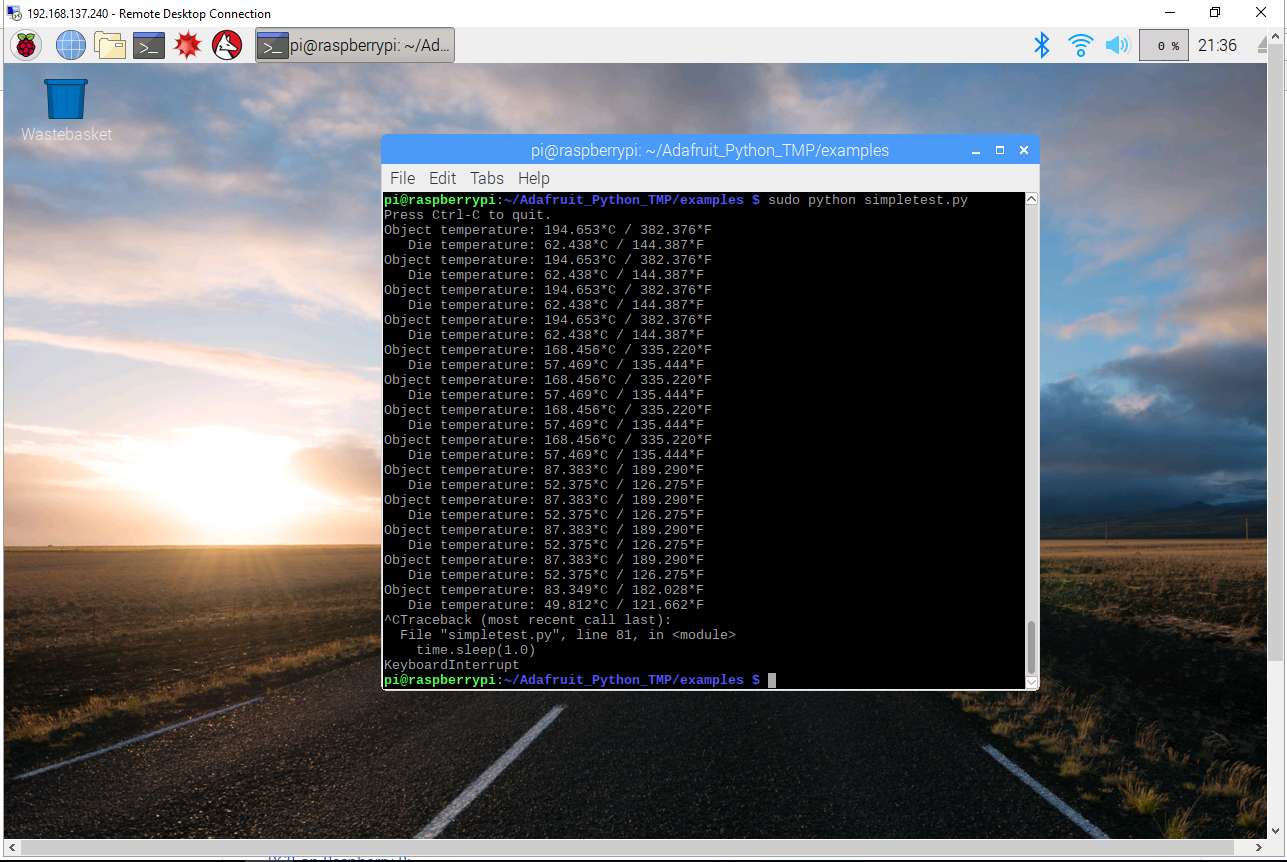 192.168.137.240 - Remote Desktop Connection
pi@raspberrypi: ~/Ad...
0 %
21:36
Wastebasket
pi@raspberrypi: ~/Adafruit_Python_TMP/examples
File Edit Tabs Help
pi@raspberrypi:~/Adafruit_Python_TMP/examples $ sudo python simpletest.py
Press Ctrl-C to quit.
Object temperature: 194.653*C / 382.376*F
Die temperature: 62.438*C / 144.387*F
Object temperature: 194.653*C / 382.376*F
Die temperature: 62.438*C / 144.387*F
Object temperature: 194.653*C / 382.376*F
Die temperature: 62.438*C / 144.387*F
Object temperature: 194.653*C / 382.376*F
Die temperature: 62.438*C / 144.387*F
Object temperature: 168.456*C / 335.220*F
Die temperature: 57.469*C / 135.444*F
Object temperature: 168.456*C / 335.220*F
Die temperature: 57.469*C / 135.444*F
Object temperature: 168.456*C / 335.220*F
Die temperature: 57.469*C / 135.444*F
Object temperature: 168.456*C / 335.220*F
Die temperature: 57.469*C / 135.444*F
Object temperature: 87.383*C / 189.290*F
Die temperature: 52.375*C / 126.275*F
Object temperature: 87.383*C / 189.290*F
Die temperature: 52.375*C / 126.275*F
Object temperature: 87.383*C / 189.290*F
Die temperature: 52.375*C / 126.275*F
Object temperature: 87.383*C / 189.290*F
Die temperature: 52.375*C / 126.275*F
Object temperature: 83.349*C / 182.028*F
Die temperature: 49.812*C / 121.662*F
^CTraceback (most recent call last):
File "simpletest.py", line 81, in <module>
time.sleep(1.0)
KeyboardInterrupt
pi@raspberrypi:~/Adafruit_Python_TMP/examples $